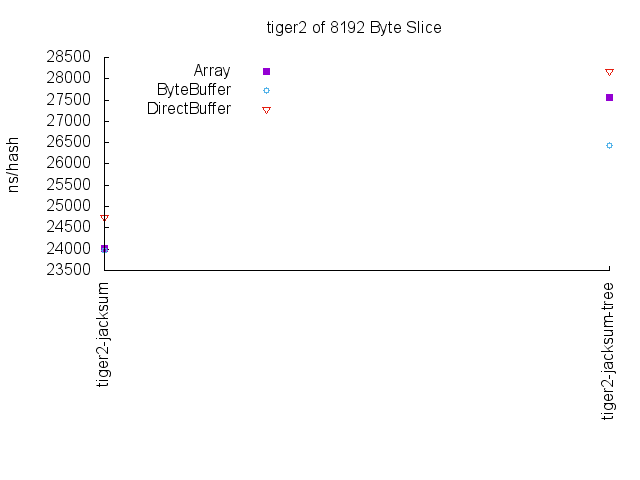 tiger2 of 8192 Byte Slice
ns/hash
28500
28000
27500
27000
26500
26000
25500
25000
24500
24000
23500
Array
ByteBuffer
DirectBuffer
tiger2-jacksum
tiger2-jacksum-tree